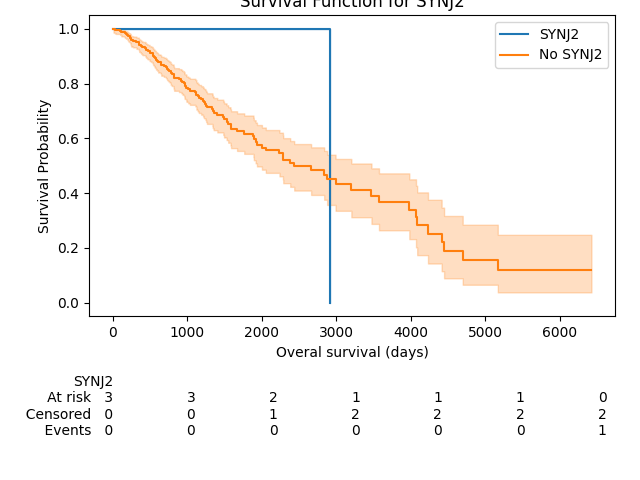 Survival Function for SYNJ2
1.0
0.8
0.6
0.4
0.2
0.0
Survival Probability
SYNJ2
No SYNJ2
0 1000 2000 3000 4000 5000 6000
Overal survival (days)
SYNJ2
At risk 3 3 2 1 1 1 0
Censored 0 0 1 2 2 2 2
Events 0 0 0 0 0 0 1